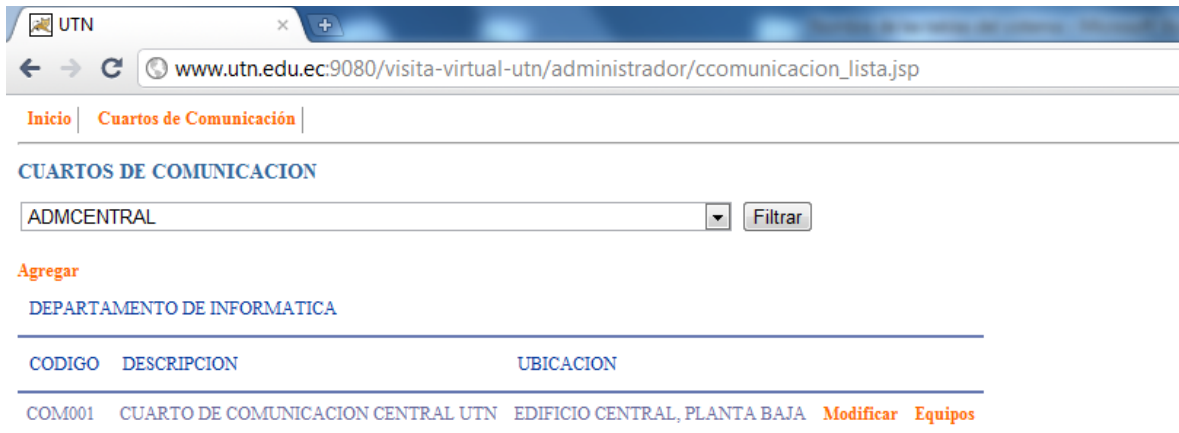 UTN
www.utn.edu.ec:9080/visita-virtual-utn/administrador/ccomunicacion_lista.jsp
Inicio Cuartos de Comunicación
CUARTOS DE COMUNICACION
ADMCENTRAL Filtrar
Agregar
DEPARTAMENTO DE INFORMATICA
CODIGO DESCRIPCION UBICACION
COM001 CUARTO DE COMUNICACION CENTRAL UTN EDIFICIO CENTRAL, PLANTA BAJA Modificar Equipos